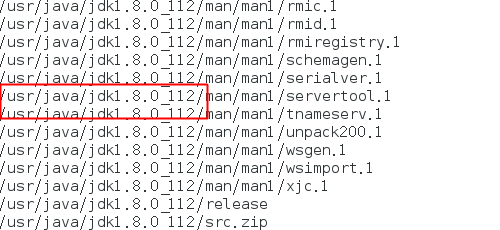 /usr/java/jdk1.8.0_112/man/man1/rmic.1
/usr/java/jdk1.8.0_112/man/man1/rmid.1
/usr/java/jdk1.8.0_112/man/man1/rmiregistry.1
/usr/java/jdk1.8.0_112/man/man1/schemagen.1
/usr/java/jdk1.8.0_112/man/man1/serialver.1
/usr/java/jdk1.8.0_112/man/man1/servertool.1
/usr/java/jdk1.8.0_112/man/man1/tnameserv.1
/usr/java/jdk1.8.0_112/man/man1/unpack200.1
/usr/java/jdk1.8.0_112/man/man1/wsgen.1
/usr/java/jdk1.8.0_112/man/man1/wsimport.1
/usr/java/jdk1.8.0_112/man/man1/xjc.1
/usr/java/jdk1.8.0_112/release
/usr/java/jdk1.8.0_112/src.zip